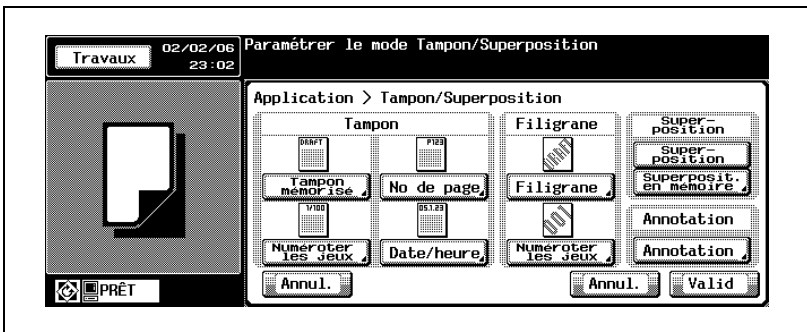 Travaux
02/02/06
23:02
Paramétrer le mode Tampon/Superposition
Application > Tampon/Superposition
Tampon
Filigrane
Super-
position
DRAFT
P123
DRAFT
Super-
position
Tampon
mémorisé
No de page
Filigrane
Superposit.
en mémoire
1/100
05.1.23
001
Annotation
Numéroter
les jeux
Date/heure
Numéroter
les jeux
Annotation
Annul.
Annul.
Valid
PRÊT